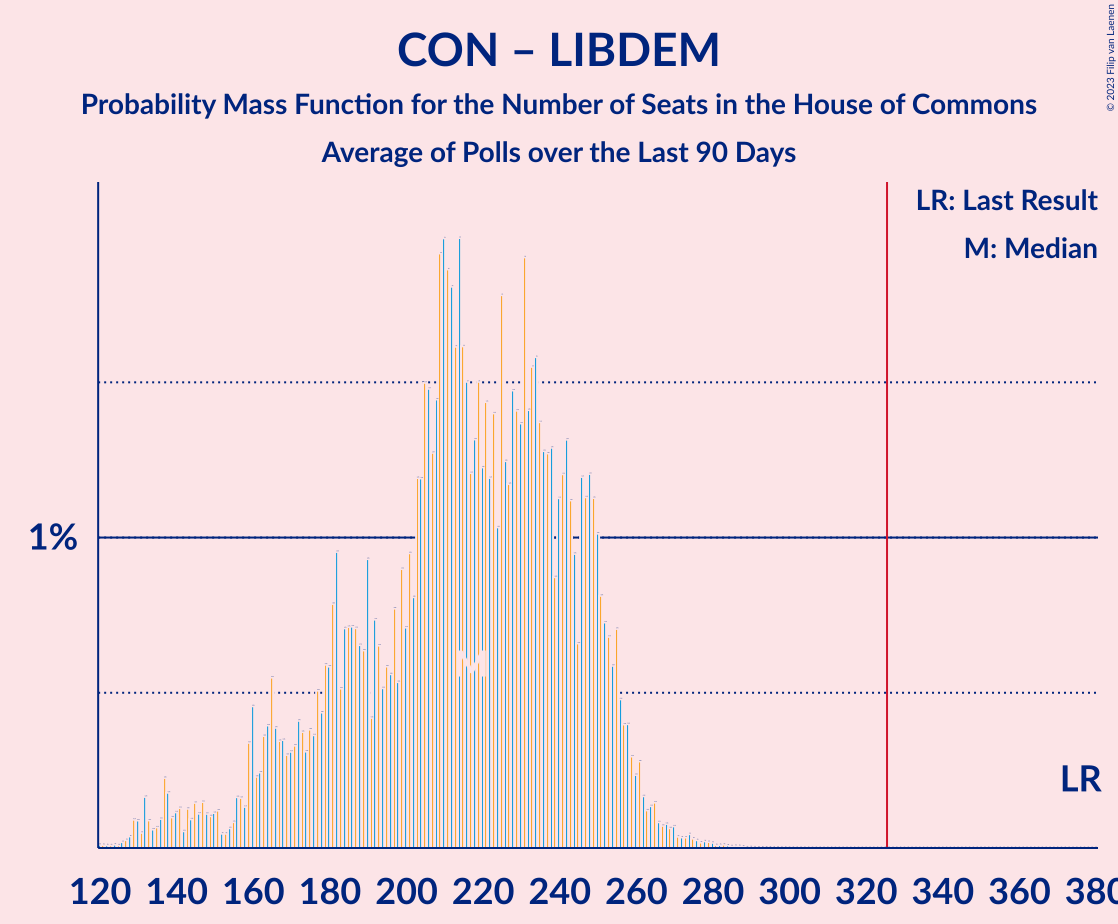 CON – LIBDEM
Probability Mass Function for the Number of Seats in the House of Commons
Average of Polls over the Last 90 Days
© 2023 Filip van Laenen
LR: Last Result
M: Median
1%
M
LR
120 140 160 180 200 220 240 260 280 300 320 340 360 380